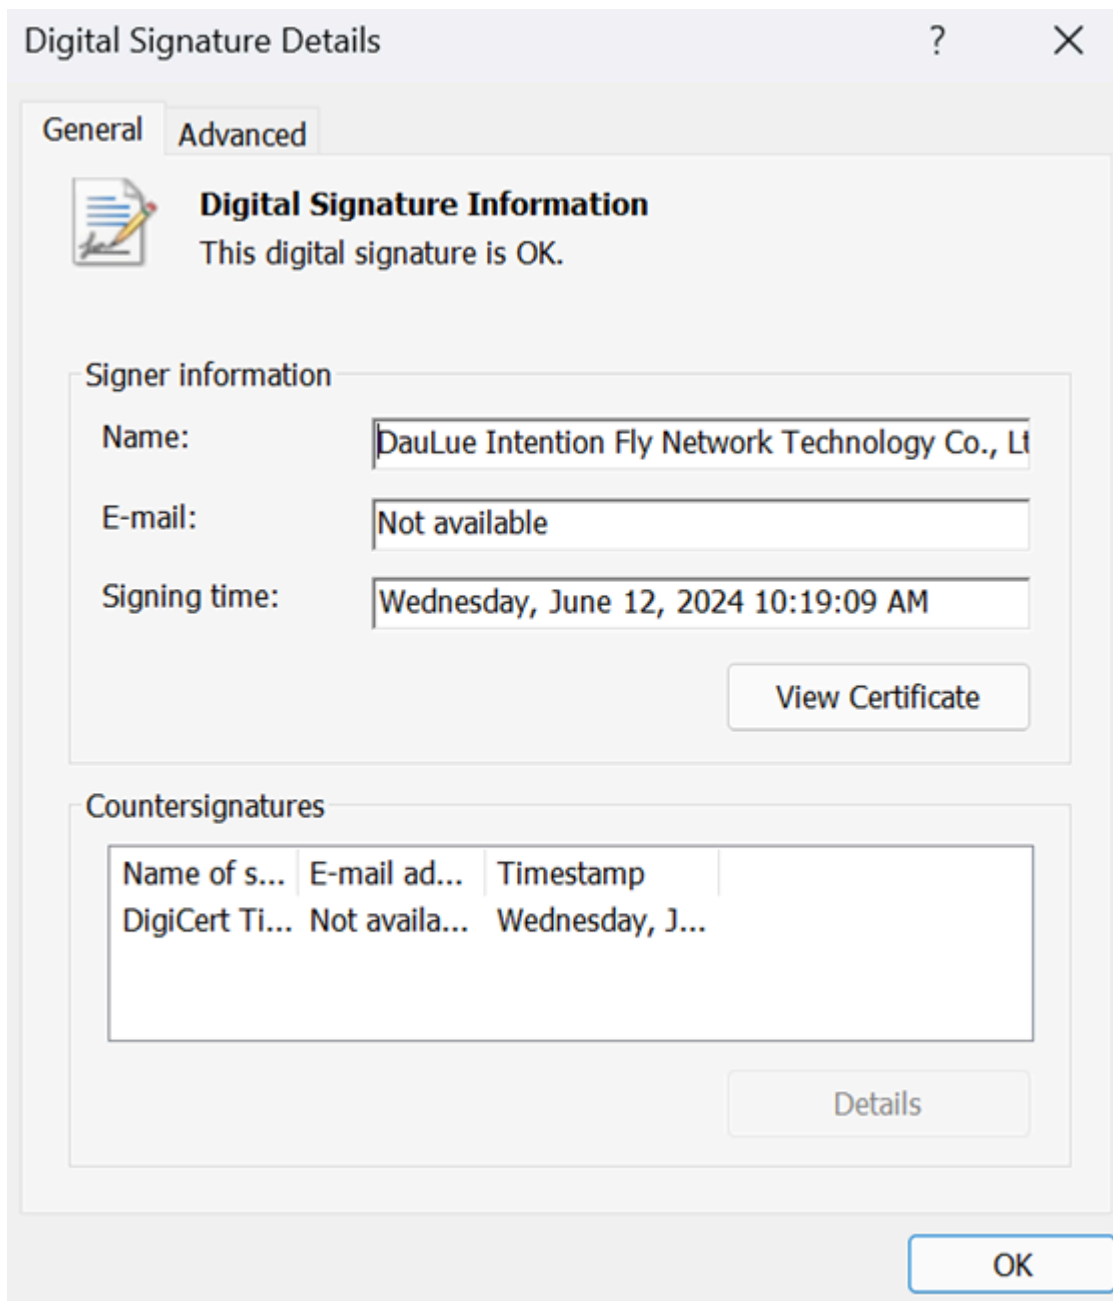 Digital Signature Details
General Advanced
Digital Signature Information
This digital signature is OK.
Signer information
Name: DauLue Intention Fly Network Technology Co., Lt
E-mail: Not available
Signing time: Wednesday, June 12, 2024 10:19:09 AM
View Certificate
Countersignatures
Name of s... E-mail ad... Timestamp
DigiCert Ti... Not availa... Wednesday, J...
Details
OK